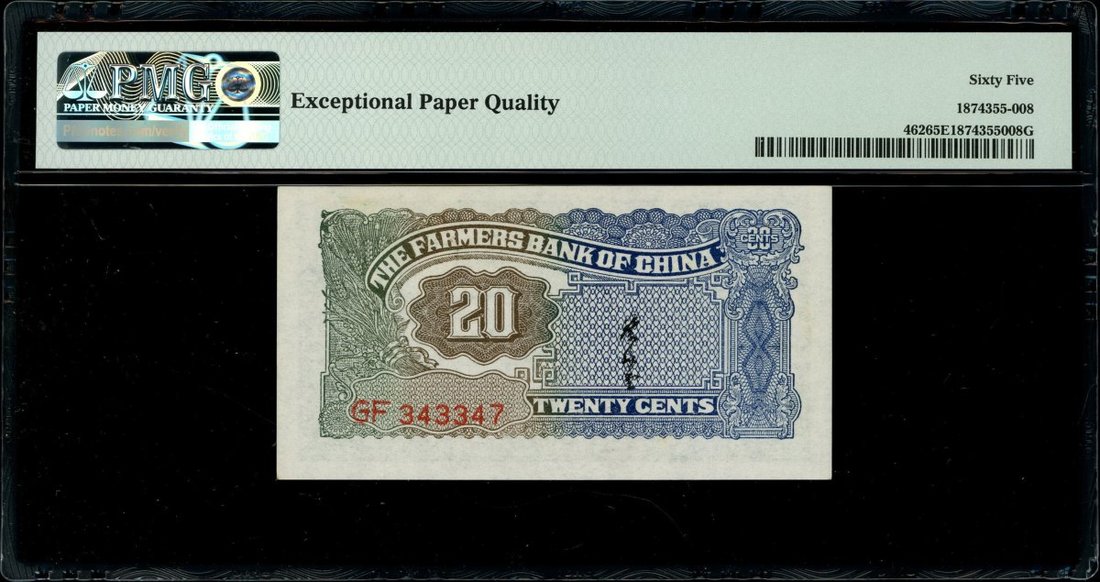 PMG
PAPER MONEY GUARANTY
Exceptional Paper Quality
Sixty Five
1874355-008
46265E1874355008G
THE FARMERS BANK OF CHINA
20
CENTS
20
GF 343347
TWENTY CENTS